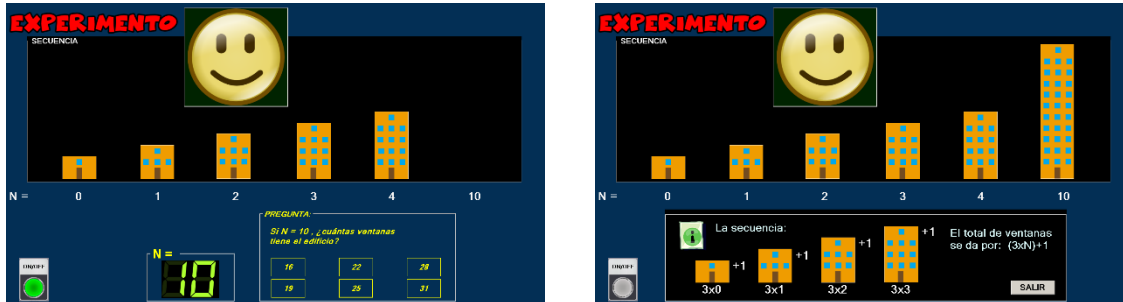 EXPERIMENTO
SECUENCIA
N = 0 1 2 3 4 10
PREGUNTA:
Si N = 10 , ¿cuántas ventanas
tiene el edificio?
16 22 28
19 25 31
N =
10
ON/OFF
EXPERIMENTO
SECUENCIA
N = 0 1 2 3 4 10
La secuencia:
+1 +1 +1 +1
3x0 3x1 3x2 3x3
El total de ventanas
se da por: (3xN)+1
SALIR
ON/OFF